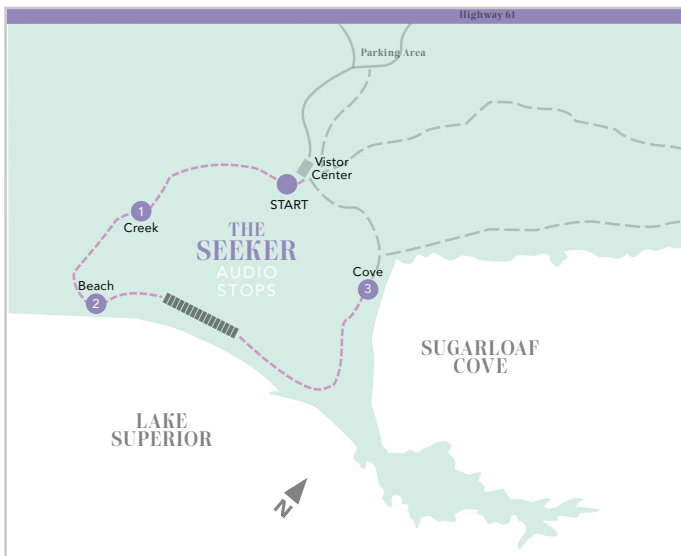 Highway 61
Parking Area
Vistor
Center
START
1
Creek
THE
SEEKER
AUDIO
STOPS
Beach
2
Cove
3
SUGARLOAF
COVE
LAKE
SUPERIOR
N